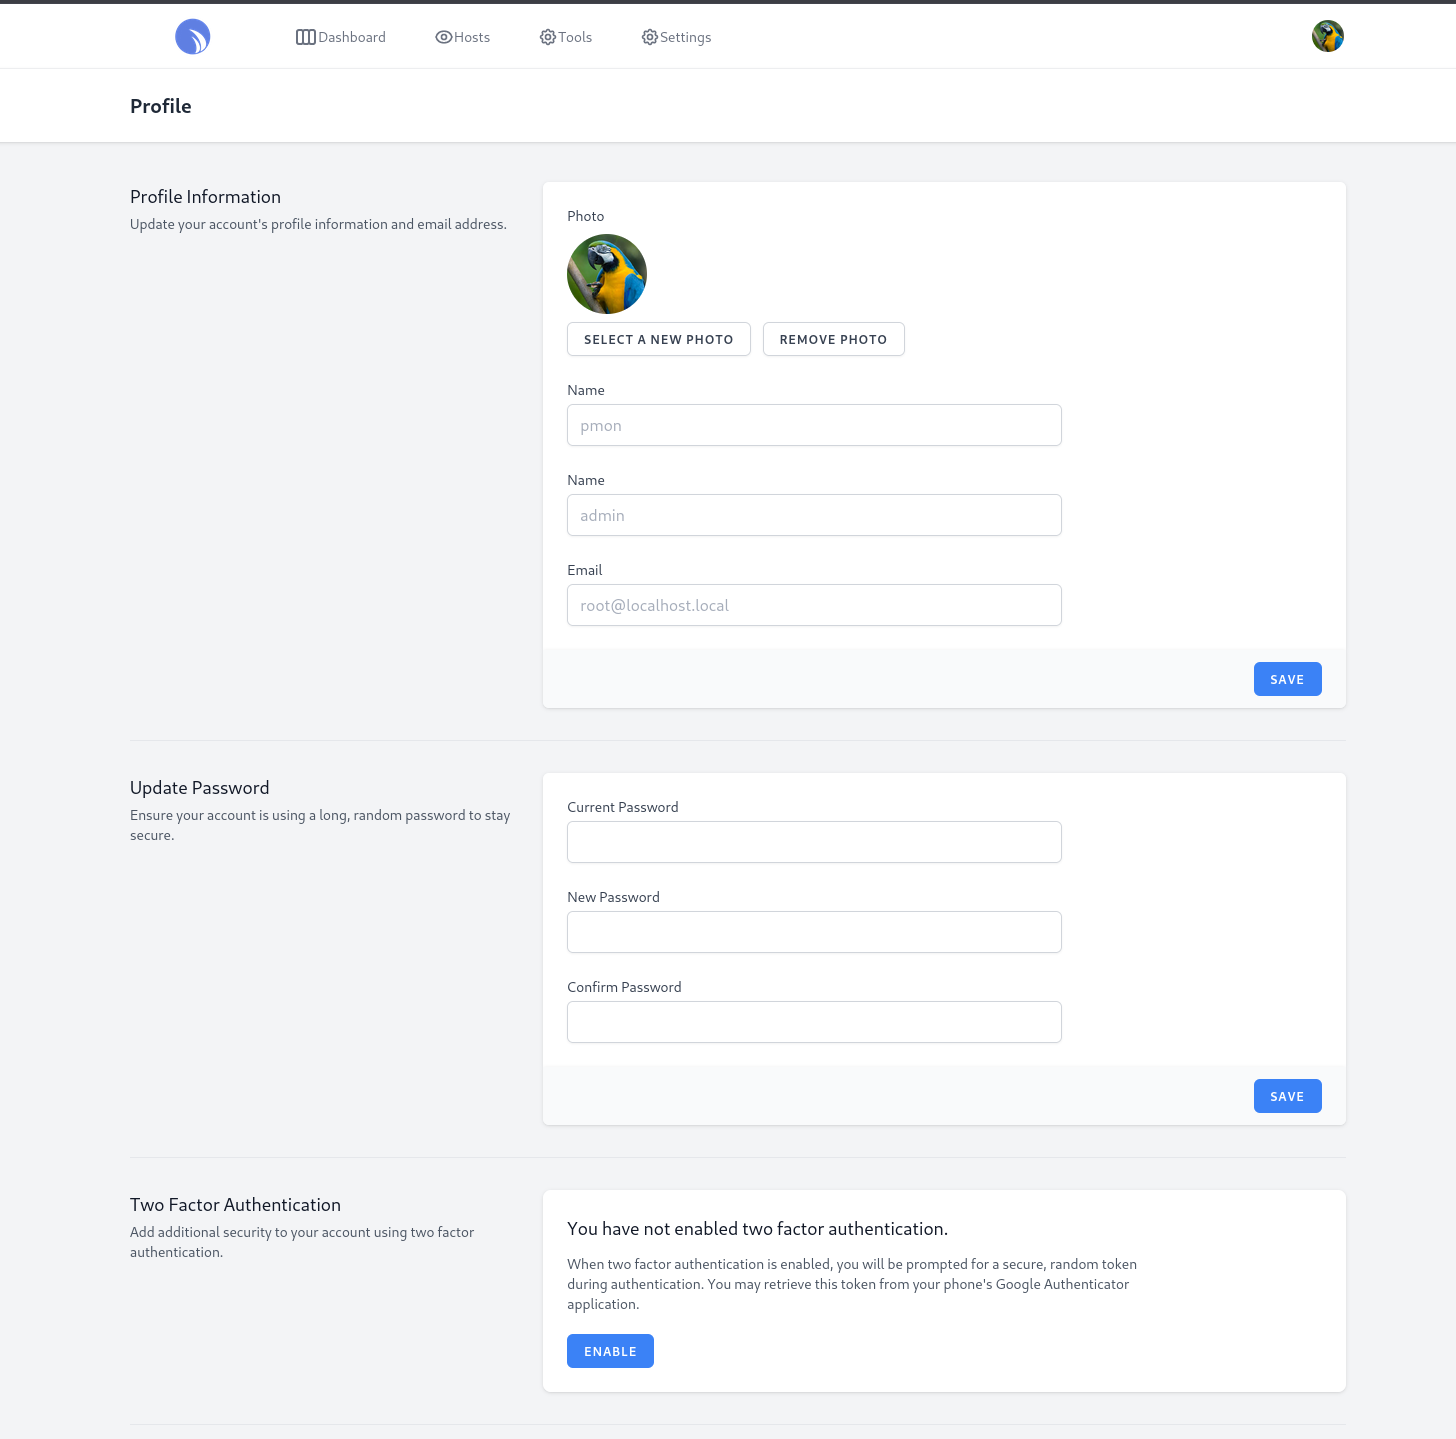 Dashboard
Hosts
Tools
Settings
Profile
Profile Information
Update your account's profile information and email address.
Photo
SELECT A NEW PHOTO
REMOVE PHOTO
Name
pmon
Name
admin
Email
root@localhost.local
SAVE
Update Password
Ensure your account is using a long, random password to stay
secure.
Current Password
New Password
Confirm Password
SAVE
Two Factor Authentication
Add additional security to your account using two factor
authentication.
You have not enabled two factor authentication.
When two factor authentication is enabled, you will be prompted for a secure, random token
during authentication. You may retrieve this token from your phone's Google Authenticator
application.
ENABLE